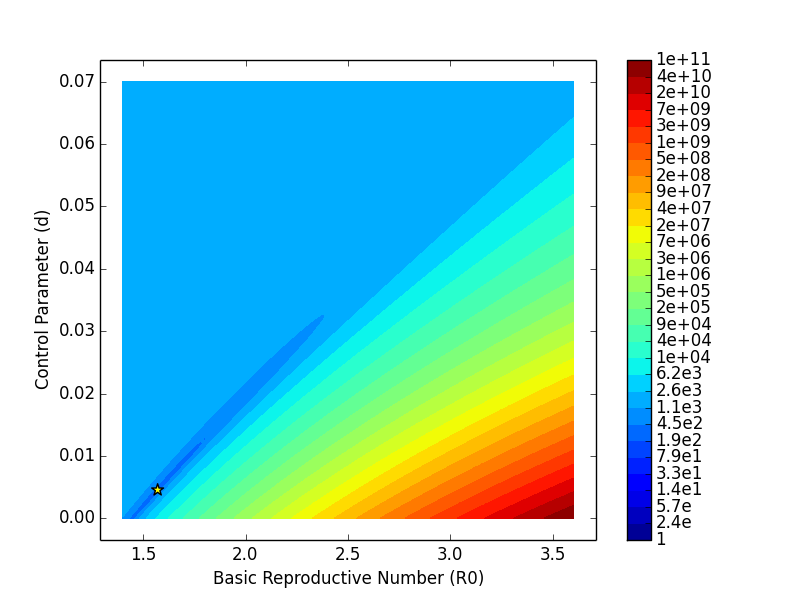 0.07
0.06
0.05
0.04
0.03
0.02
0.01
0.00
Control Parameter (d)
1.5 2.0 2.5 3.0 3.5
Basic Reproductive Number (R0)
1e+11
4e+10
2e+10
7e+09
3e+09
1e+09
5e+08
2e+08
9e+07
4e+07
2e+07
7e+06
3e+06
1e+06
5e+05
2e+05
9e+04
4e+04
1e+04
6.2e3
2.6e3
1.1e3
4.5e2
1.9e2
7.9e1
3.3e1
1.4e1
5.7e
2.4e
1